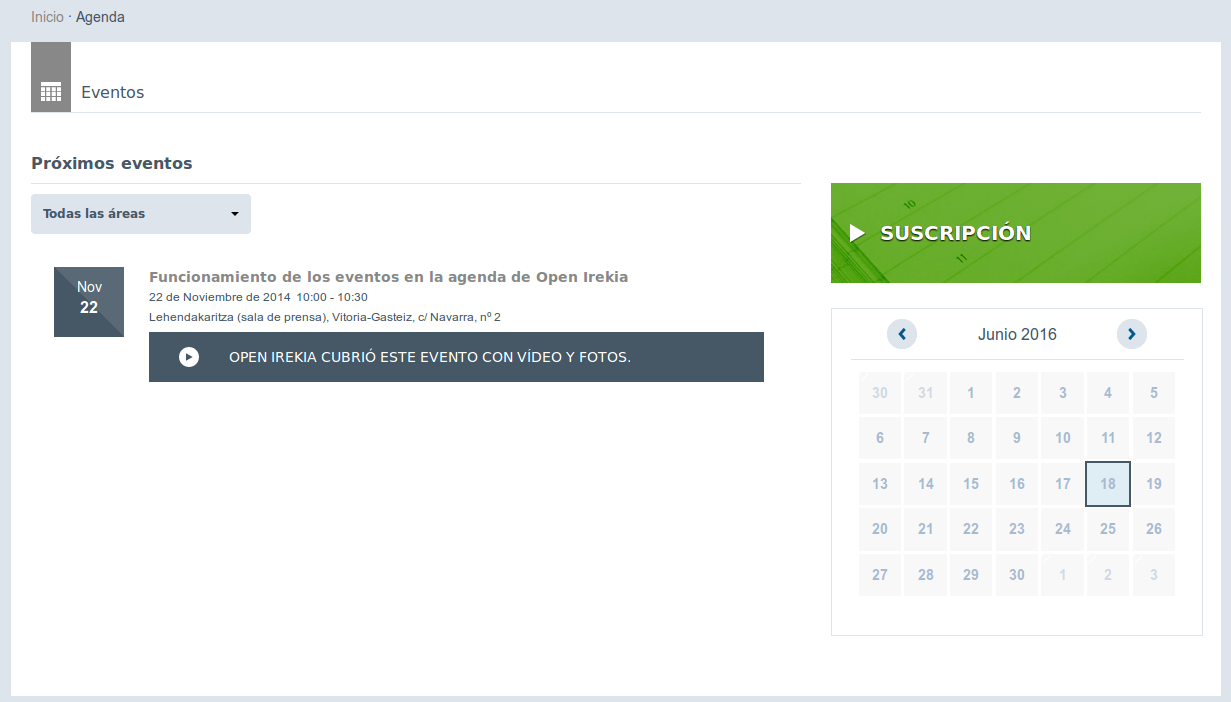 Inicio · Agenda
Eventos
Próximos eventos
Todas las áreas
Nov
22
Funcionamiento de los eventos en la agenda de Open Irekia
22 de Noviembre de 2014 10:00 - 10:30
Lehendakaritza (sala de prensa), Vitoria-Gasteiz, c/ Navarra, nº 2
OPEN IREKIA CUBRIÓ ESTE EVENTO CON VÍDEO Y FOTOS.
10
SUSCRIPCIÓN
11
Junio 2016
30 31 1 2 3 4 5
6 7 8 9 10 11 12
13 14 15 16 17 18 19
20 21 22 23 24 25 26
27 28 29 30 1 2 3